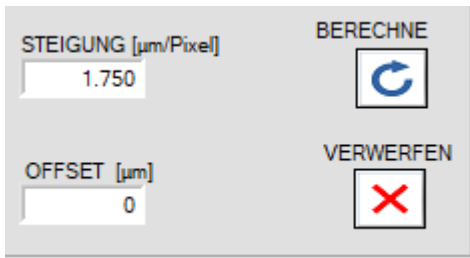 STEIGUNG [µm/Pixel]
1.750
BERECHNE
OFFSET [µm]
0
VERWERFEN